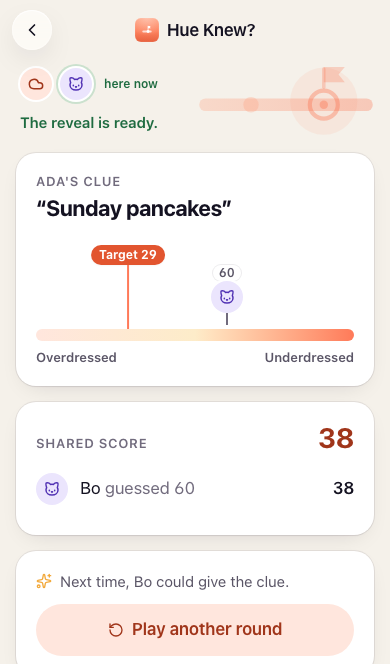 Hue Knew?
here now
The reveal is ready.
ADA'S CLUE
“Sunday pancakes”
Target 29
60
Overdressed Underdressed
SHARED SCORE 38
Bo guessed 60 38
Next time, Bo could give the clue.
Play another round